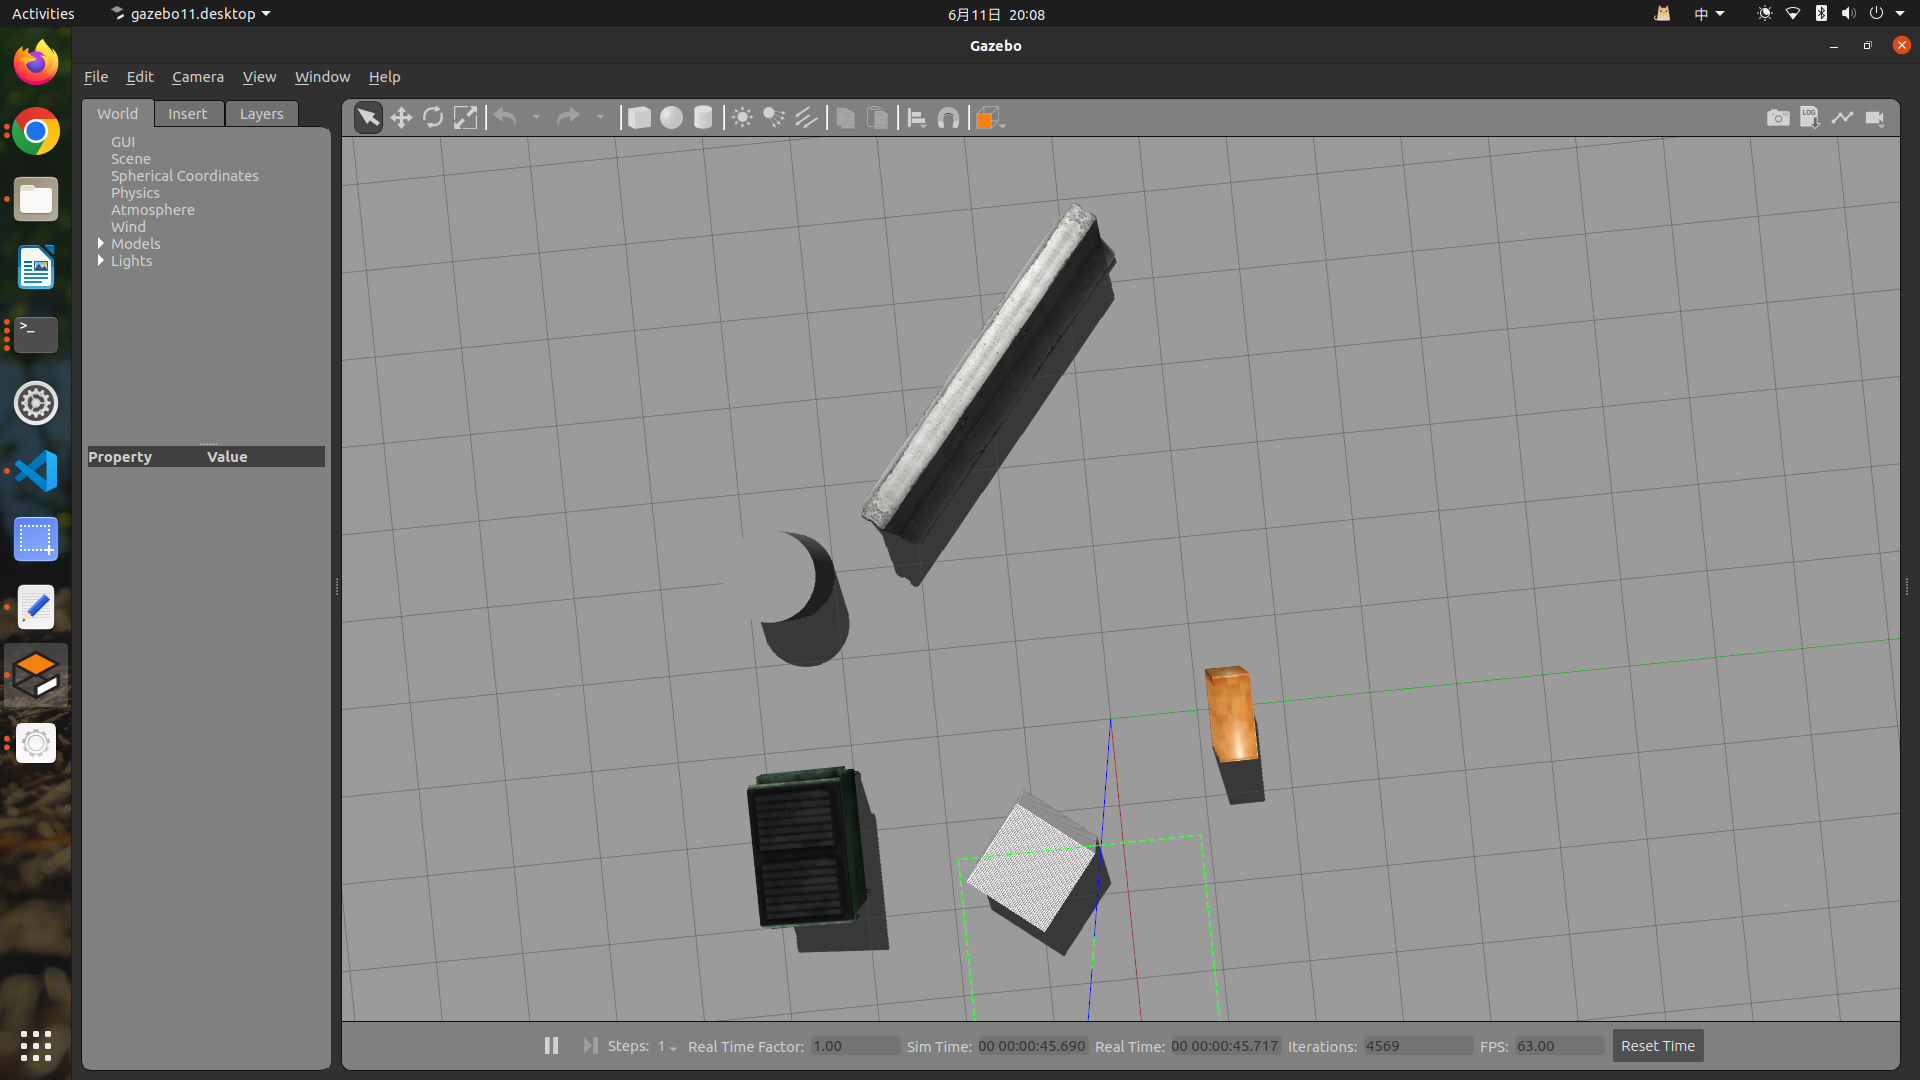 Activities
gazebo11.desktop
6月11日 20:08
中
Gazebo
File Edit Camera View Window Help
World Insert Layers
LOG
GUI
Scene
Spherical Coordinates
Physics
Atmosphere
Wind
Models
Lights
Property Value
Steps: 1 Real Time Factor: 1.00 Sim Time: 00 00:00:45.690 Real Time: 00 00:00:45.717 Iterations: 4569 FPS: 63.00 Reset Time